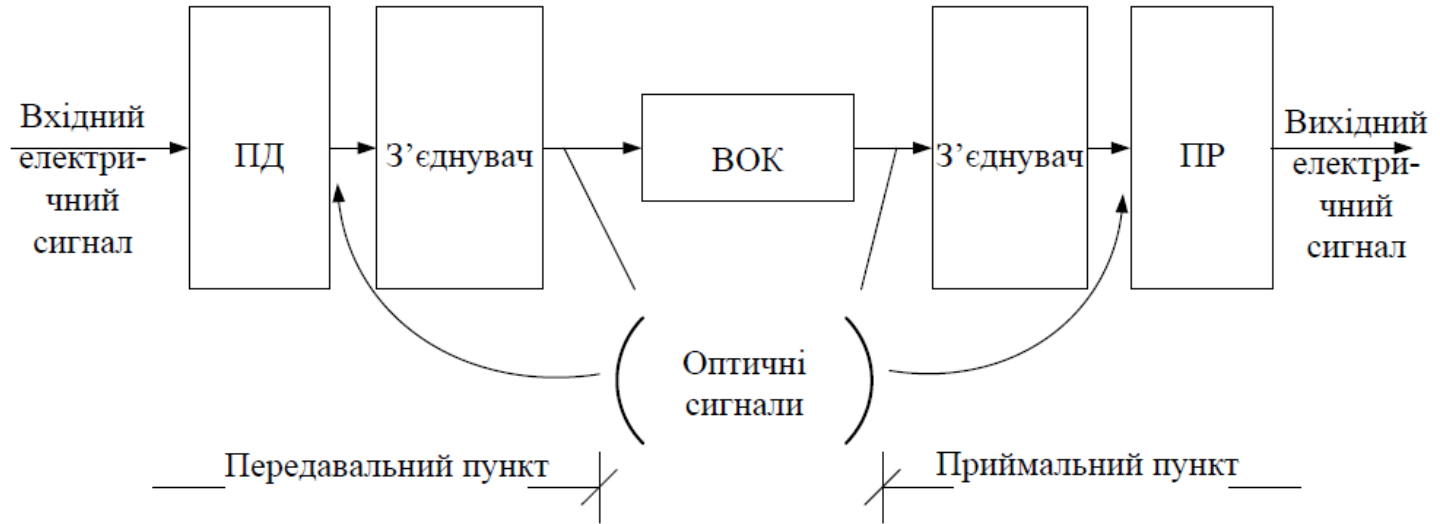 Вхідний
електри-
чний
сигнал
ПД
З’єднувач
ВОК
З’єднувач
ПР
Вихідний
електри-
чний
сигнал
Оптичні
сигнали
Передавальний пункт
Приймальний пункт